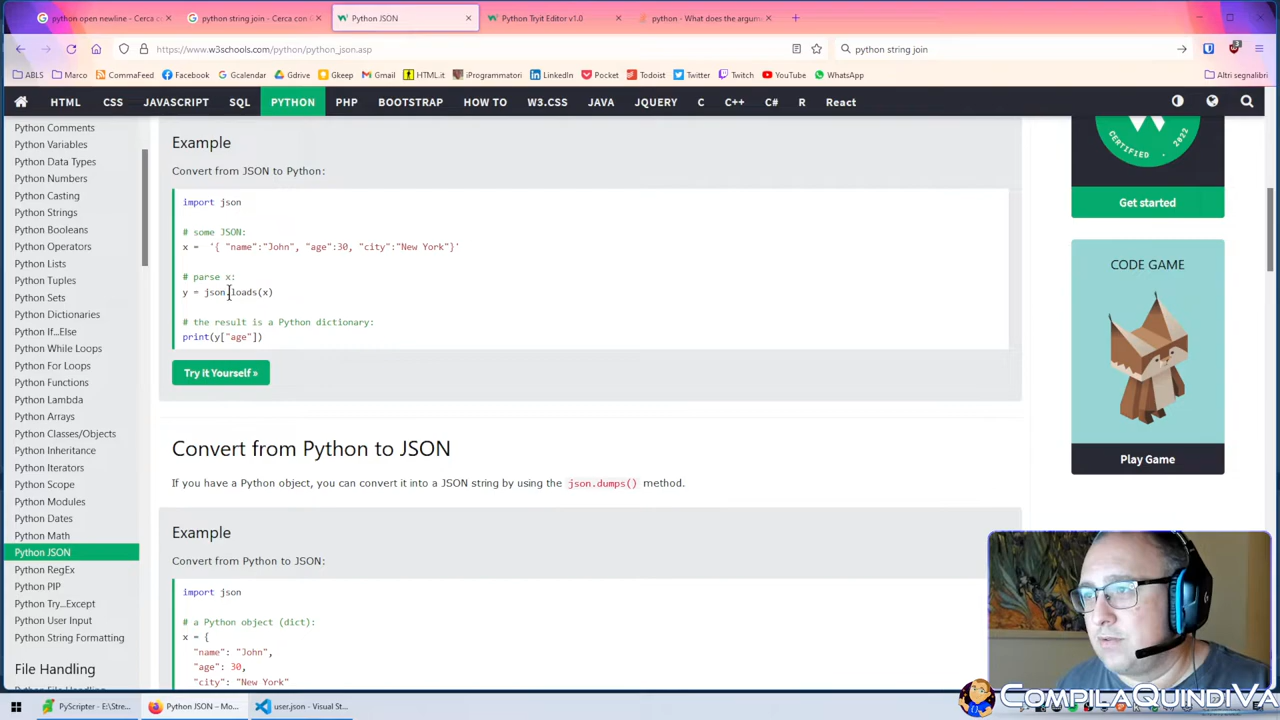 python open newline - Cerca c
python string join - Cerca con
Python JSON
Python Tryit Editor v1.0
python - What does the argum
https://www.w3schools.com/python/python_json.asp
python string join
ABLS
Marco
CommaFeed
Facebook
Gcalendar
Gdrive
Gkeep
Gmail
HTML.it
iProgrammatori
LinkEdin
Pocket
Todoist
Twitter
Twitch
YouTube
WhatsApp
Altri segnalibri
HTML
CSS
JAVASCRIPT
SQL
PYTHON
PHP
BOOTSTRAP
HOW TO
W3.CSS
JAVA
JQUERY
C
C++
C#
R
React
Python Comments
Python Variables
Python Data Types
Python Numbers
Python Casting
Python Strings
Python Booleans
Python Operators
Python Lists
Python Tuples
Python Sets
Python Dictionaries
Python If...Else
Python While Loops
Python For Loops
Python Functions
Python Lambda
Python Arrays
Python Classes/Objects
Python Inheritance
Python Iterators
Python Scope
Python Modules
Python Dates
Python Math
Python JSON
Python RegEx
Python PIP
Python Try...Except
Python User Input
Python String Formatting
File Handling
Python File Handling
Example
Convert from JSON to Python:
import json
# some JSON:
x =  '{ "name":"John", "age":30, "city":"New York"}'
# parse x:
y = json.loads(x)
# the result is a Python dictionary:
print(y["age"])
Try it Yourself »
Convert from Python to JSON
If you have a Python object, you can convert it into a JSON string by using the json.dumps() method.
Example
Convert from Python to JSON:
import json
# a Python object (dict):
x = {
"name": "John",
"age": 30,
"city": "New York"
CERTIFIED . 2022
Get started
CODE GAME
Play Game
PyScripter - E:\Stre...
Python JSON — Mo...
user.json - Visual St...
COMPILAQUINDIVA